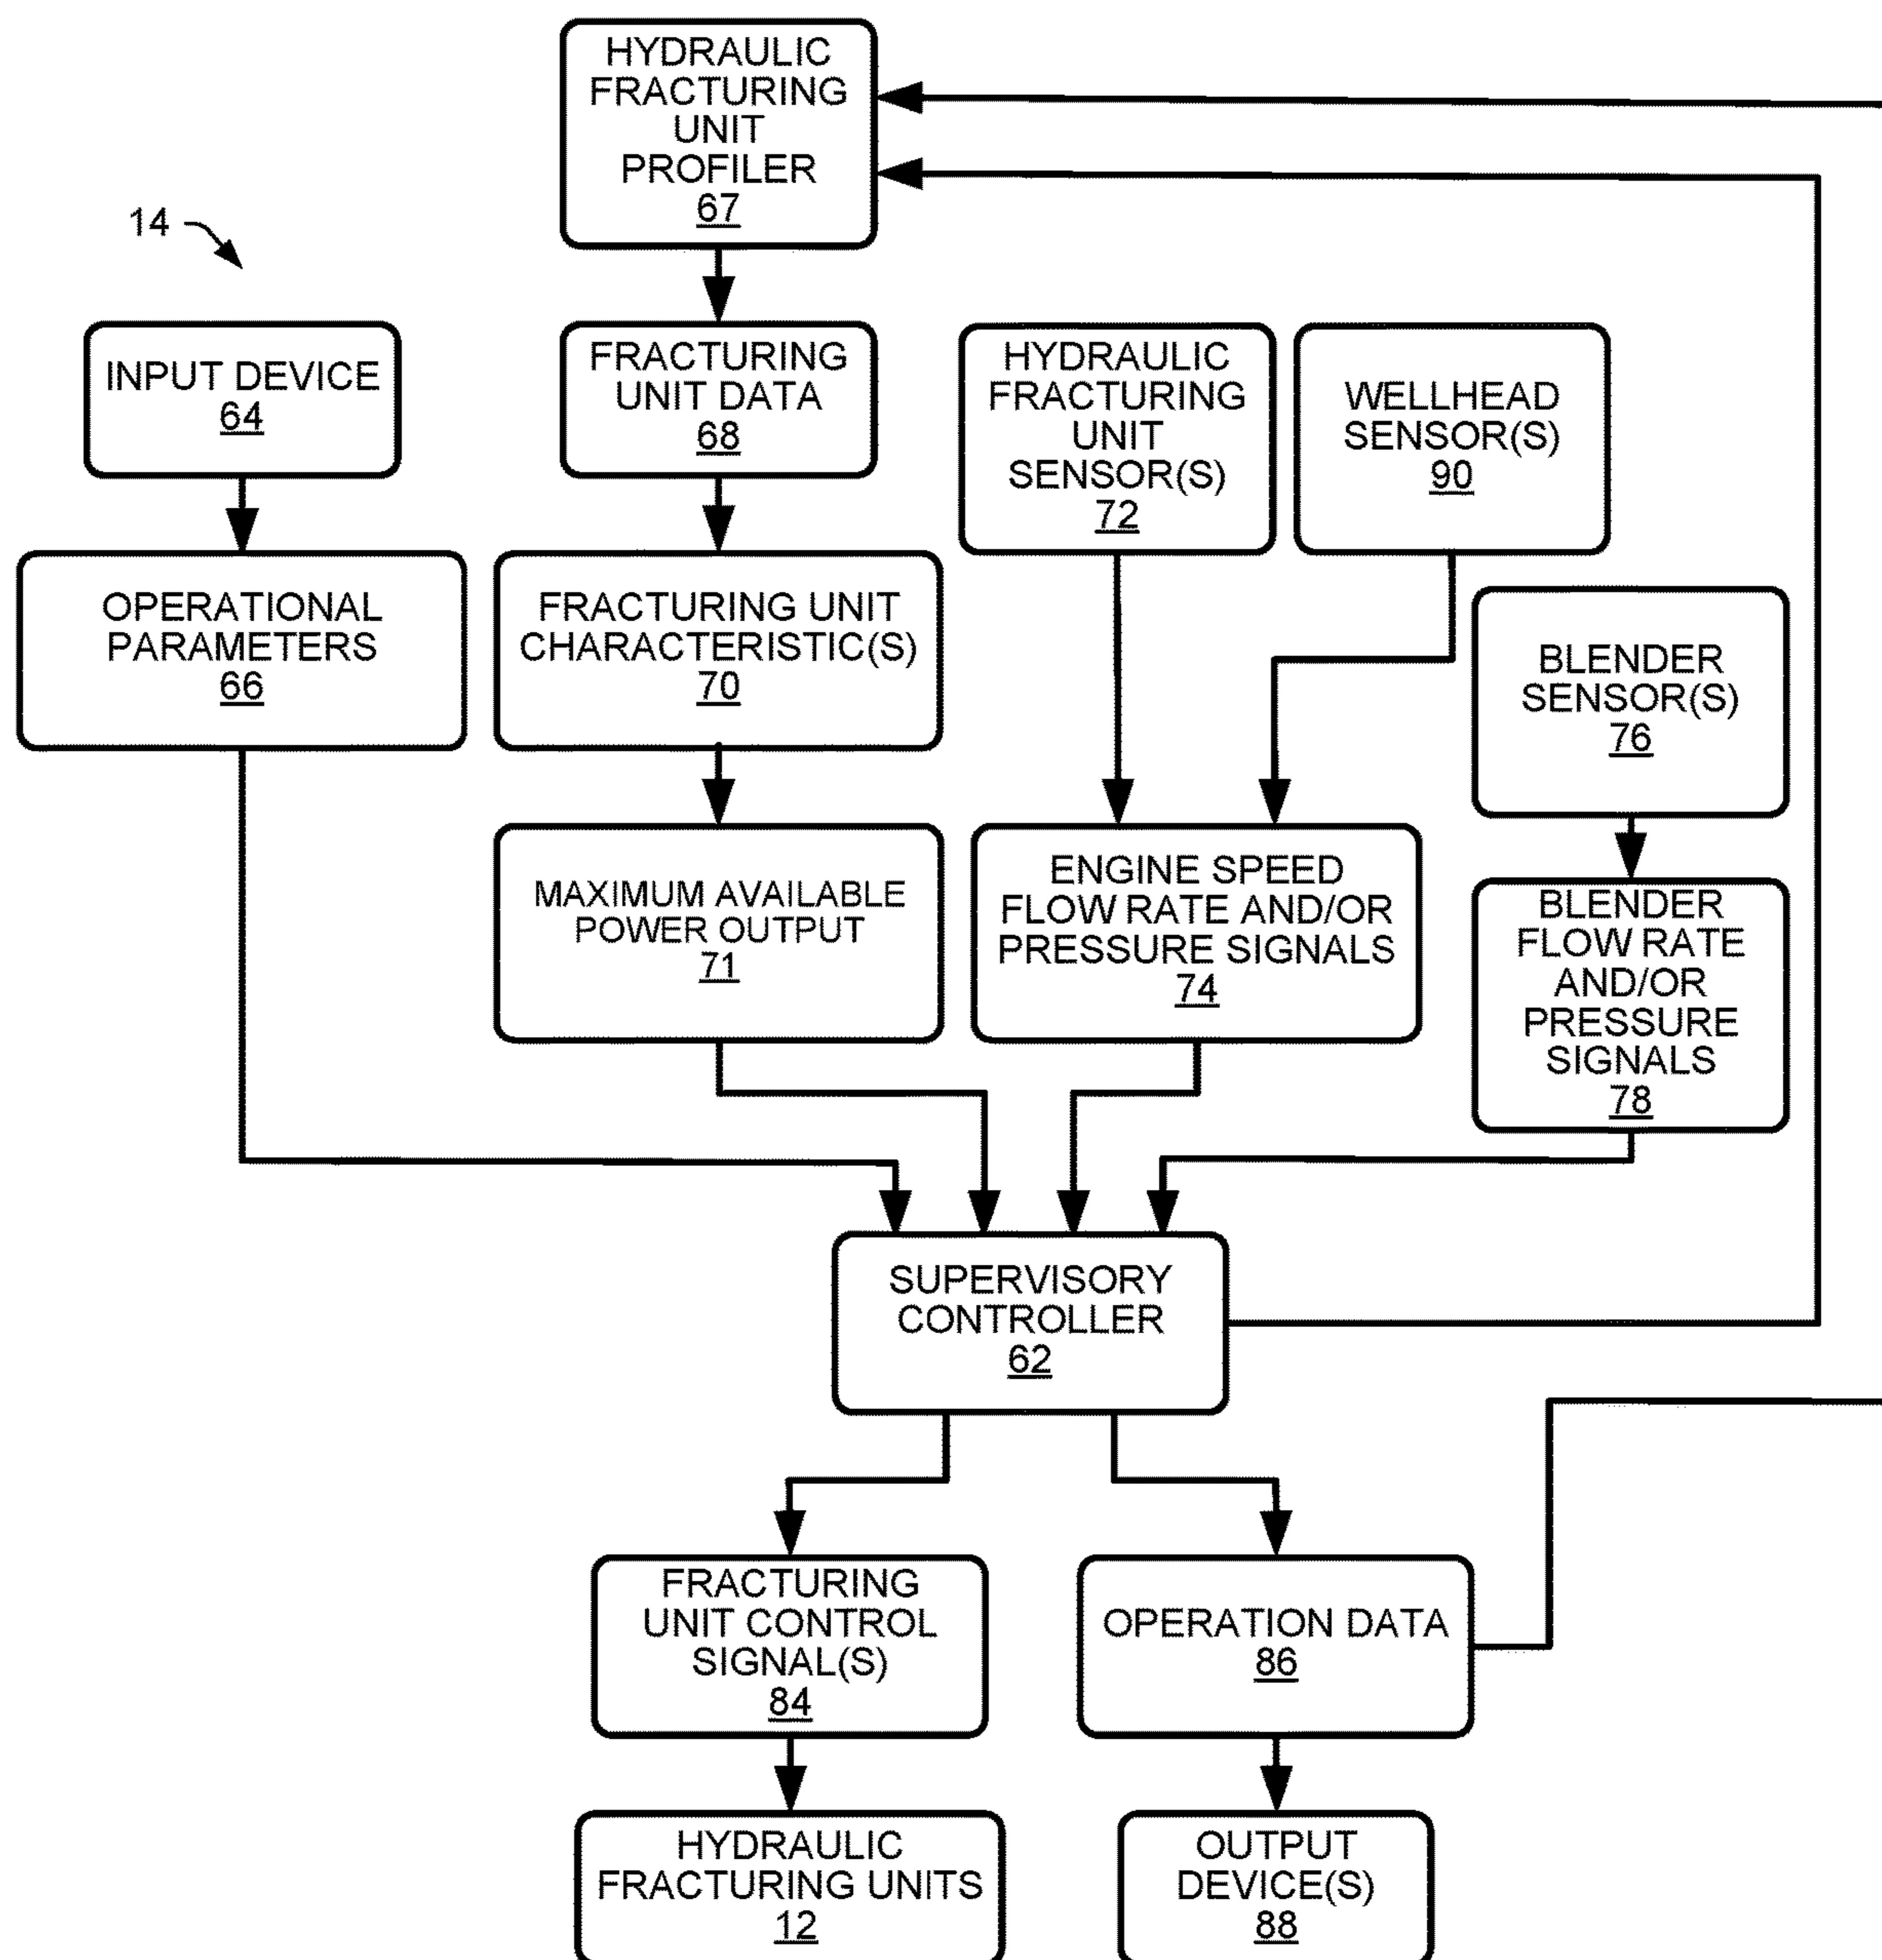 HYDRAULIC
FRACTURING
UNIT
PROFILER
67
14
INPUT DEVICE
64
FRACTURING
UNIT DATA
68
HYDRAULIC
FRACTURING
UNIT
SENSOR(S)
72
WELLHEAD
SENSOR(S)
90
OPERATIONAL
PARAMETERS
66
FRACTURING UNIT
CHARACTERISTIC(S)
70
BLENDER
SENSOR(S)
76
MAXIMUM AVAILABLE
POWER OUTPUT
71
ENGINE SPEED
FLOW RATE AND/OR
PRESSURE SIGNALS
74
BLENDER
FLOW RATE
AND/OR
PRESSURE
SIGNALS
78
SUPERVISORY
CONTROLLER
62
FRACTURING
UNIT CONTROL
SIGNAL(S)
84
OPERATION DATA
86
HYDRAULIC
FRACTURING UNITS
12
OUTPUT
DEVICE(S)
88